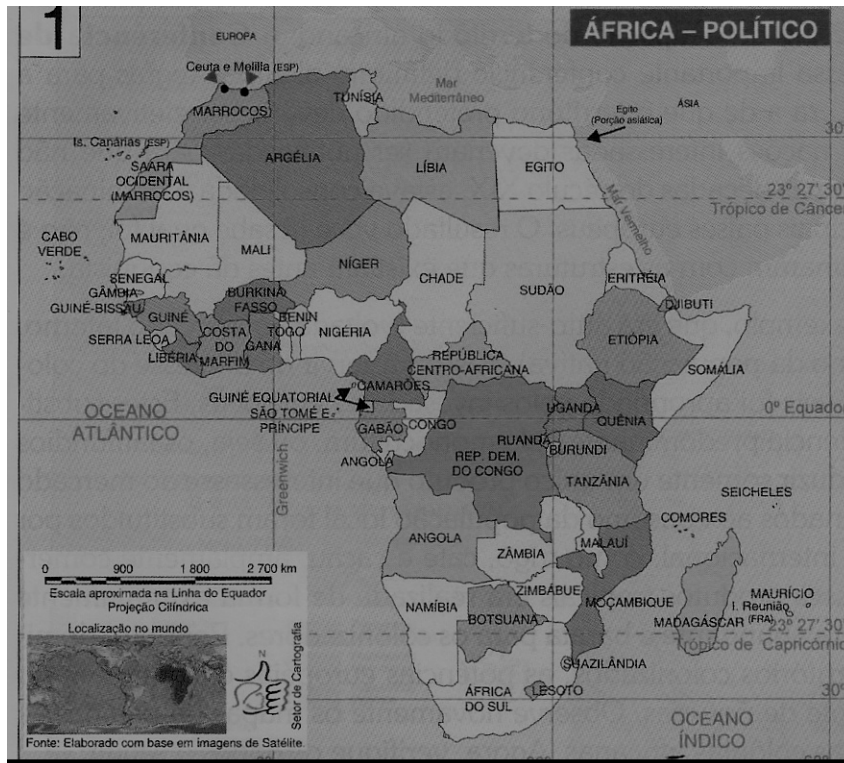 1
ÁFRICA – POLÍTICO
EUROPA
Ceuta e Melilla (ESP)
Mar
Mediterrâneo
ÁSIA
Egito
(Porção asiática)
TUNÍSIA
MARROCOS
30°
Is. Canárias (ESP)
ARGÉLIA
LÍBIA
EGITO
SAARA
OCIDENTAL
(MARROCOS)
23° 27' 30"
Trópico de Cânce
Mar Vermelho
CABO
VERDE
MAURITÂNIA
MALI
NÍGER
CHADE
SUDÃO
ERITRÉIA
SENEGAL
GÂMBIA
GUINÉ-BISSAU
GUINÉ
BURKINA
FASSO
BENIN
TOGO
NIGÉRIA
DJIBUTI
ETIÓPIA
SERRA LEOA
COSTA
DO
MARFIM
GANA
LIBÉRIA
SOMÁLIA
REPÚBLICA
CENTRO-AFRICANA
CAMARÕES
GUINÉ EQUATORIAL
SÃO TOMÉ E
PRÍNCIPE
UGANDA
QUÊNIA
0º Equador
OCEANO
ATLÂNTICO
GABÃO
CONGO
RUANDA
BURUNDI
ANGOLA
REP. DEM.
DO CONGO
TANZÂNIA
Greenwich
SEICHELES
COMORES
ANGOLA
MALAUÍ
ZÂMBIA
0 900 1 800 2 700 km
Escala aproximada na Linha do Equador
Projeção Cilíndrica
ZIMBÁBUE
MOÇAMBIQUE
NAMÍBIA
BOTSUANA
MADAGÁSCAR
MAURÍCIO
I. Reunião
(FRA)
23° 27' 30"
Trópico de Capricórnio
Localização no mundo
N
Setor de Cartografia
SUAZILÂNDIA
LESOTO
ÁFRICA
DO SUL
30°
OCEANO
ÍNDICO
Fonte: Elaborado com base em imagens de Satélite.